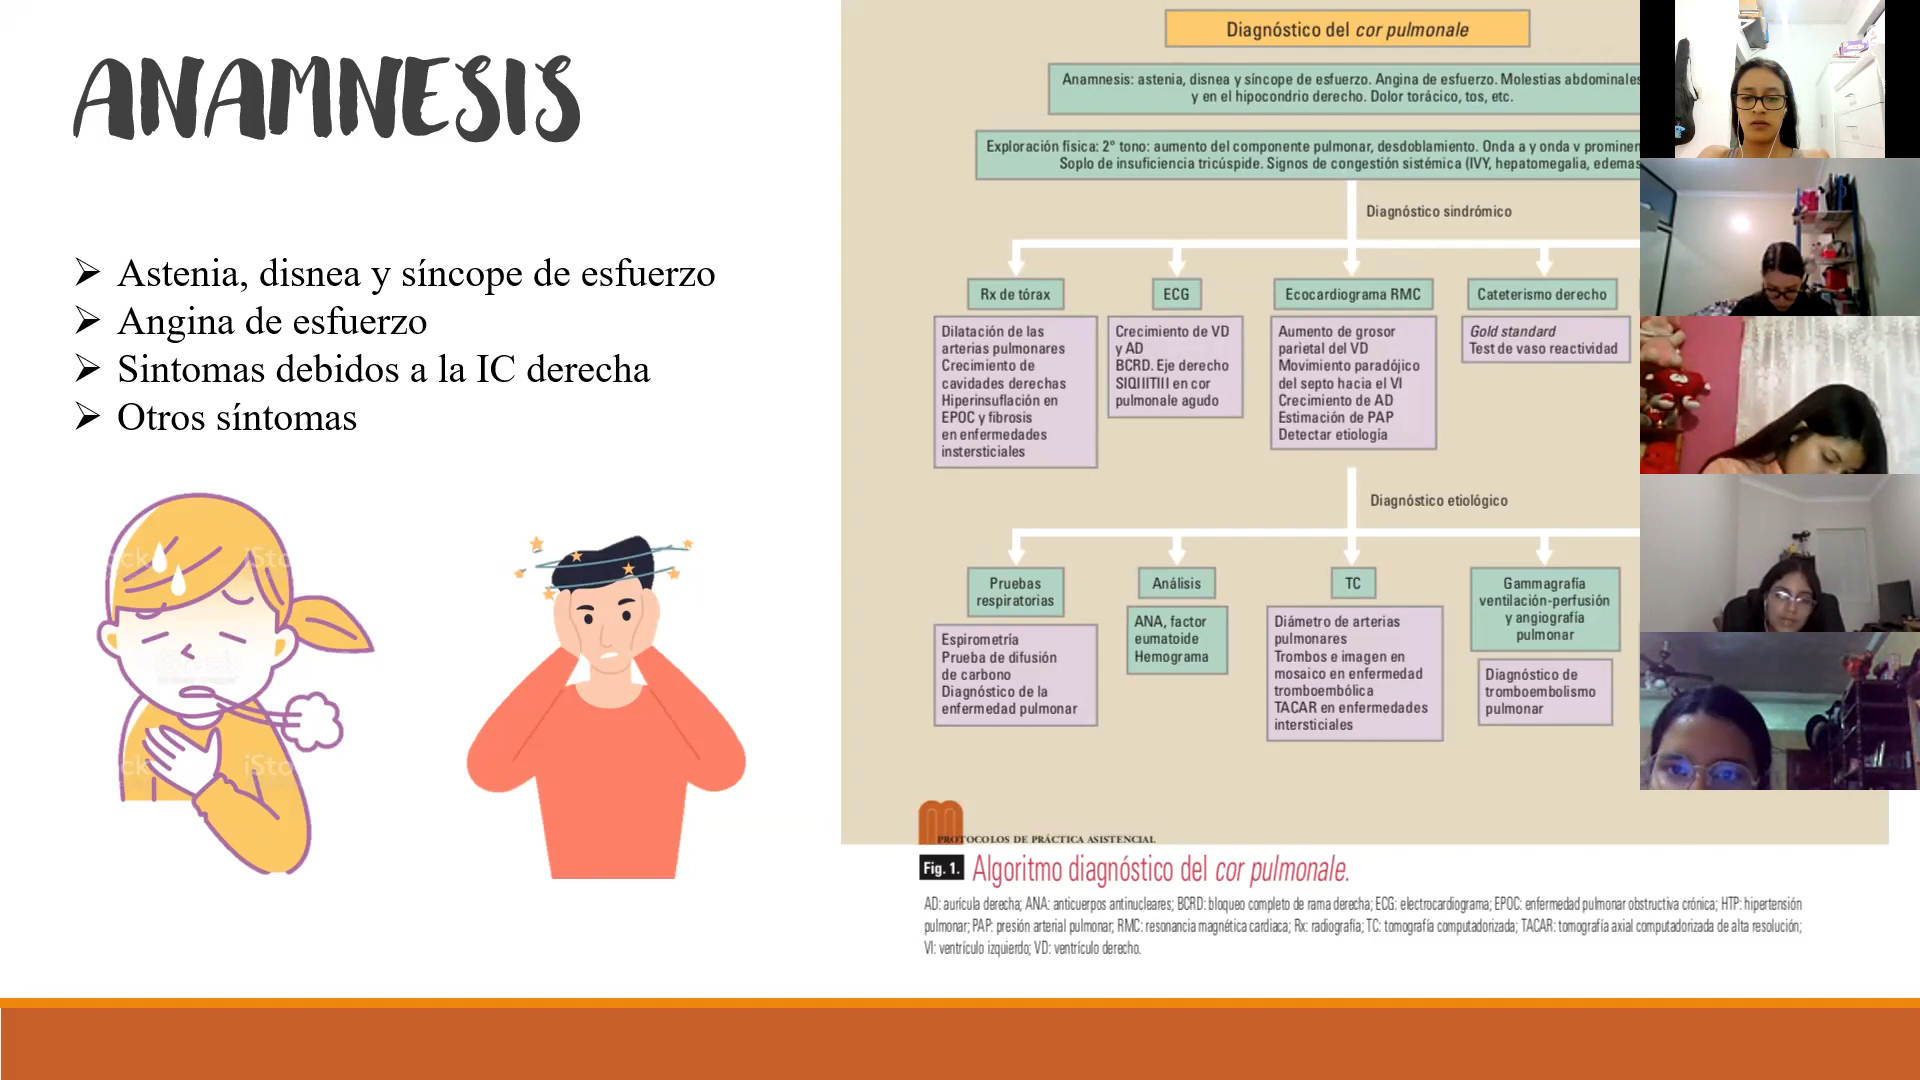 ANAMNESIS
Astenia, disnea y síncope de esfuerzo
Angina de esfuerzo
Sintomas debidos a la IC derecha
Otros síntomas
Diagnóstico del cor pulmonale
Anamnesis: astenia, disnea y síncope de esfuerzo. Angina de esfuerzo. Molestias abdominales
y en el hipocondrio derecho. Dolor torácico, tos, etc.
Exploración física: 2° tono: aumento del componente pulmonar, desdoblamiento. Onda a y onda v prominen
Soplo de insuficiencia tricúspide. Signos de congestión sistémica (IVY, hepatomegalia, edemas
Diagnóstico sindrómico
Rx de tórax
Dilatación de las
arterias pulmonares
Crecimiento de
cavidades derechas
Hiperinsuflación en
EPOC y fibrosis
en enfermedades
instersticiales
ECG
Crecimiento de VD
y AD
BCRD. Eje derecho
SIQIIITIII en cor
pulmonale agudo
Ecocardiograma RMC
Aumento de grosor
parietal del VD
Movimiento paradójico
del septo hacia el VI
Crecimiento de AD
Estimación de PAP
Detectar etiología
Cateterismo derecho
Gold standard
Test de vaso reactividad
Diagnóstico etiológico
Pruebas
respiratorias
Espirometría
Prueba de difusión
de carbono
Diagnóstico de la
enfermedad pulmonar
Análisis
ANA, factor
eumatoide
Hemograma
TC
Diámetro de arterias
pulmonares
Trombos e imagen en
mosaico en enfermedad
tromboembólica
TACAR en enfermedades
intersticiales
Gammagrafía
ventilación-perfusión
y angiografía
pulmonar
Diagnóstico de
tromboembolismo
pulmonar
PROTOCOLOS DE PRÁCTICA ASISTENCIAL
Fig. 1. Algoritmo diagnóstico del cor pulmonale.
AD: aurícula derecha; ANA: anticuerpos antinucleares; BCRD: bloqueo completo de rama derecha; ECG: electrocardiograma; EPOC: enfermedad pulmonar obstructiva crónica; HTP: hipertensión
pulmonar; PAP: presión arterial pulmonar; RMC: resonancia magnética cardiaca; Rx: radiografía; TC: tomografía computadorizada; TACAR: tomografía axial computadorizada de alta resolución;
VI: ventrículo izquierdo; VD: ventrículo derecho.